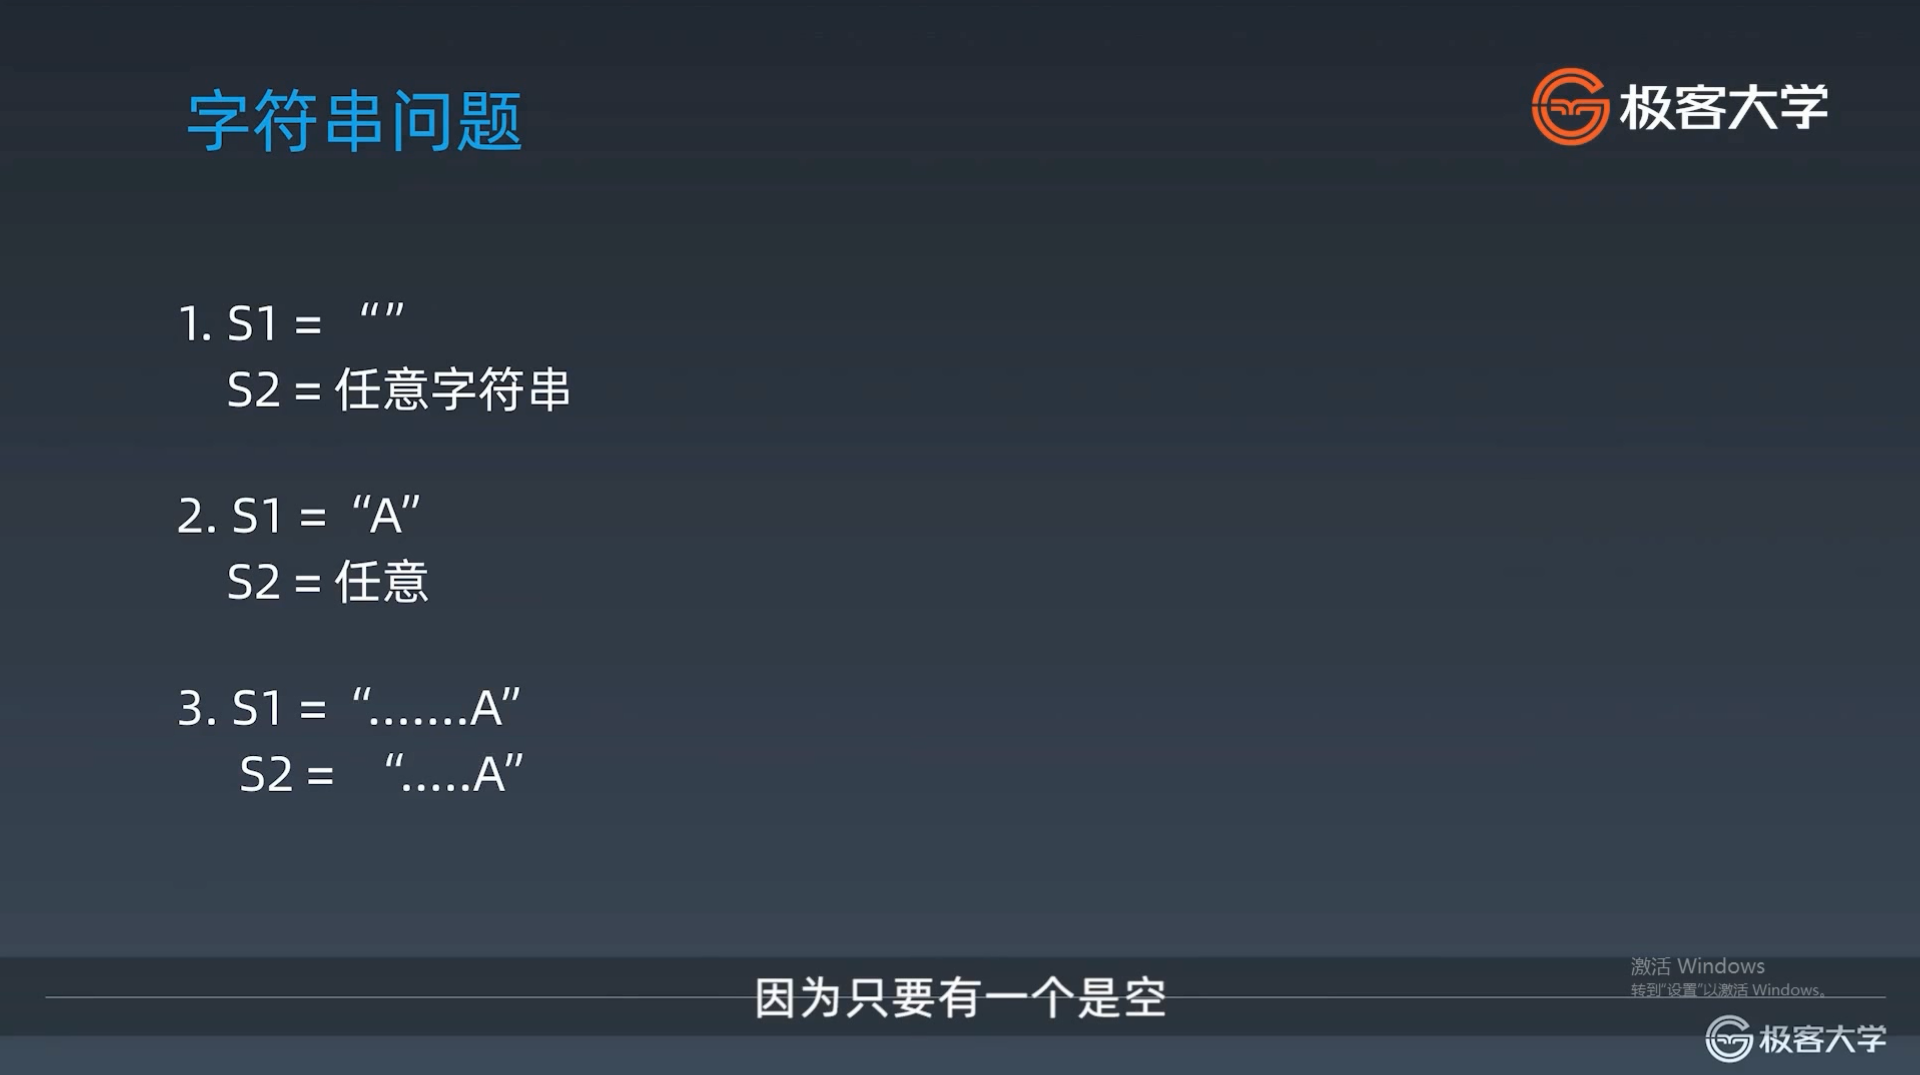 字符串问题
极客大学
1. S1 = “”
S2 = 任意字符串
2. S1 = “A”
S2 = 任意
3. S1 = “.......A”
S2 = “.....A”
因为只要有一个是空
激活 Windows
转到“设置”以激活 Windows。
极客大学